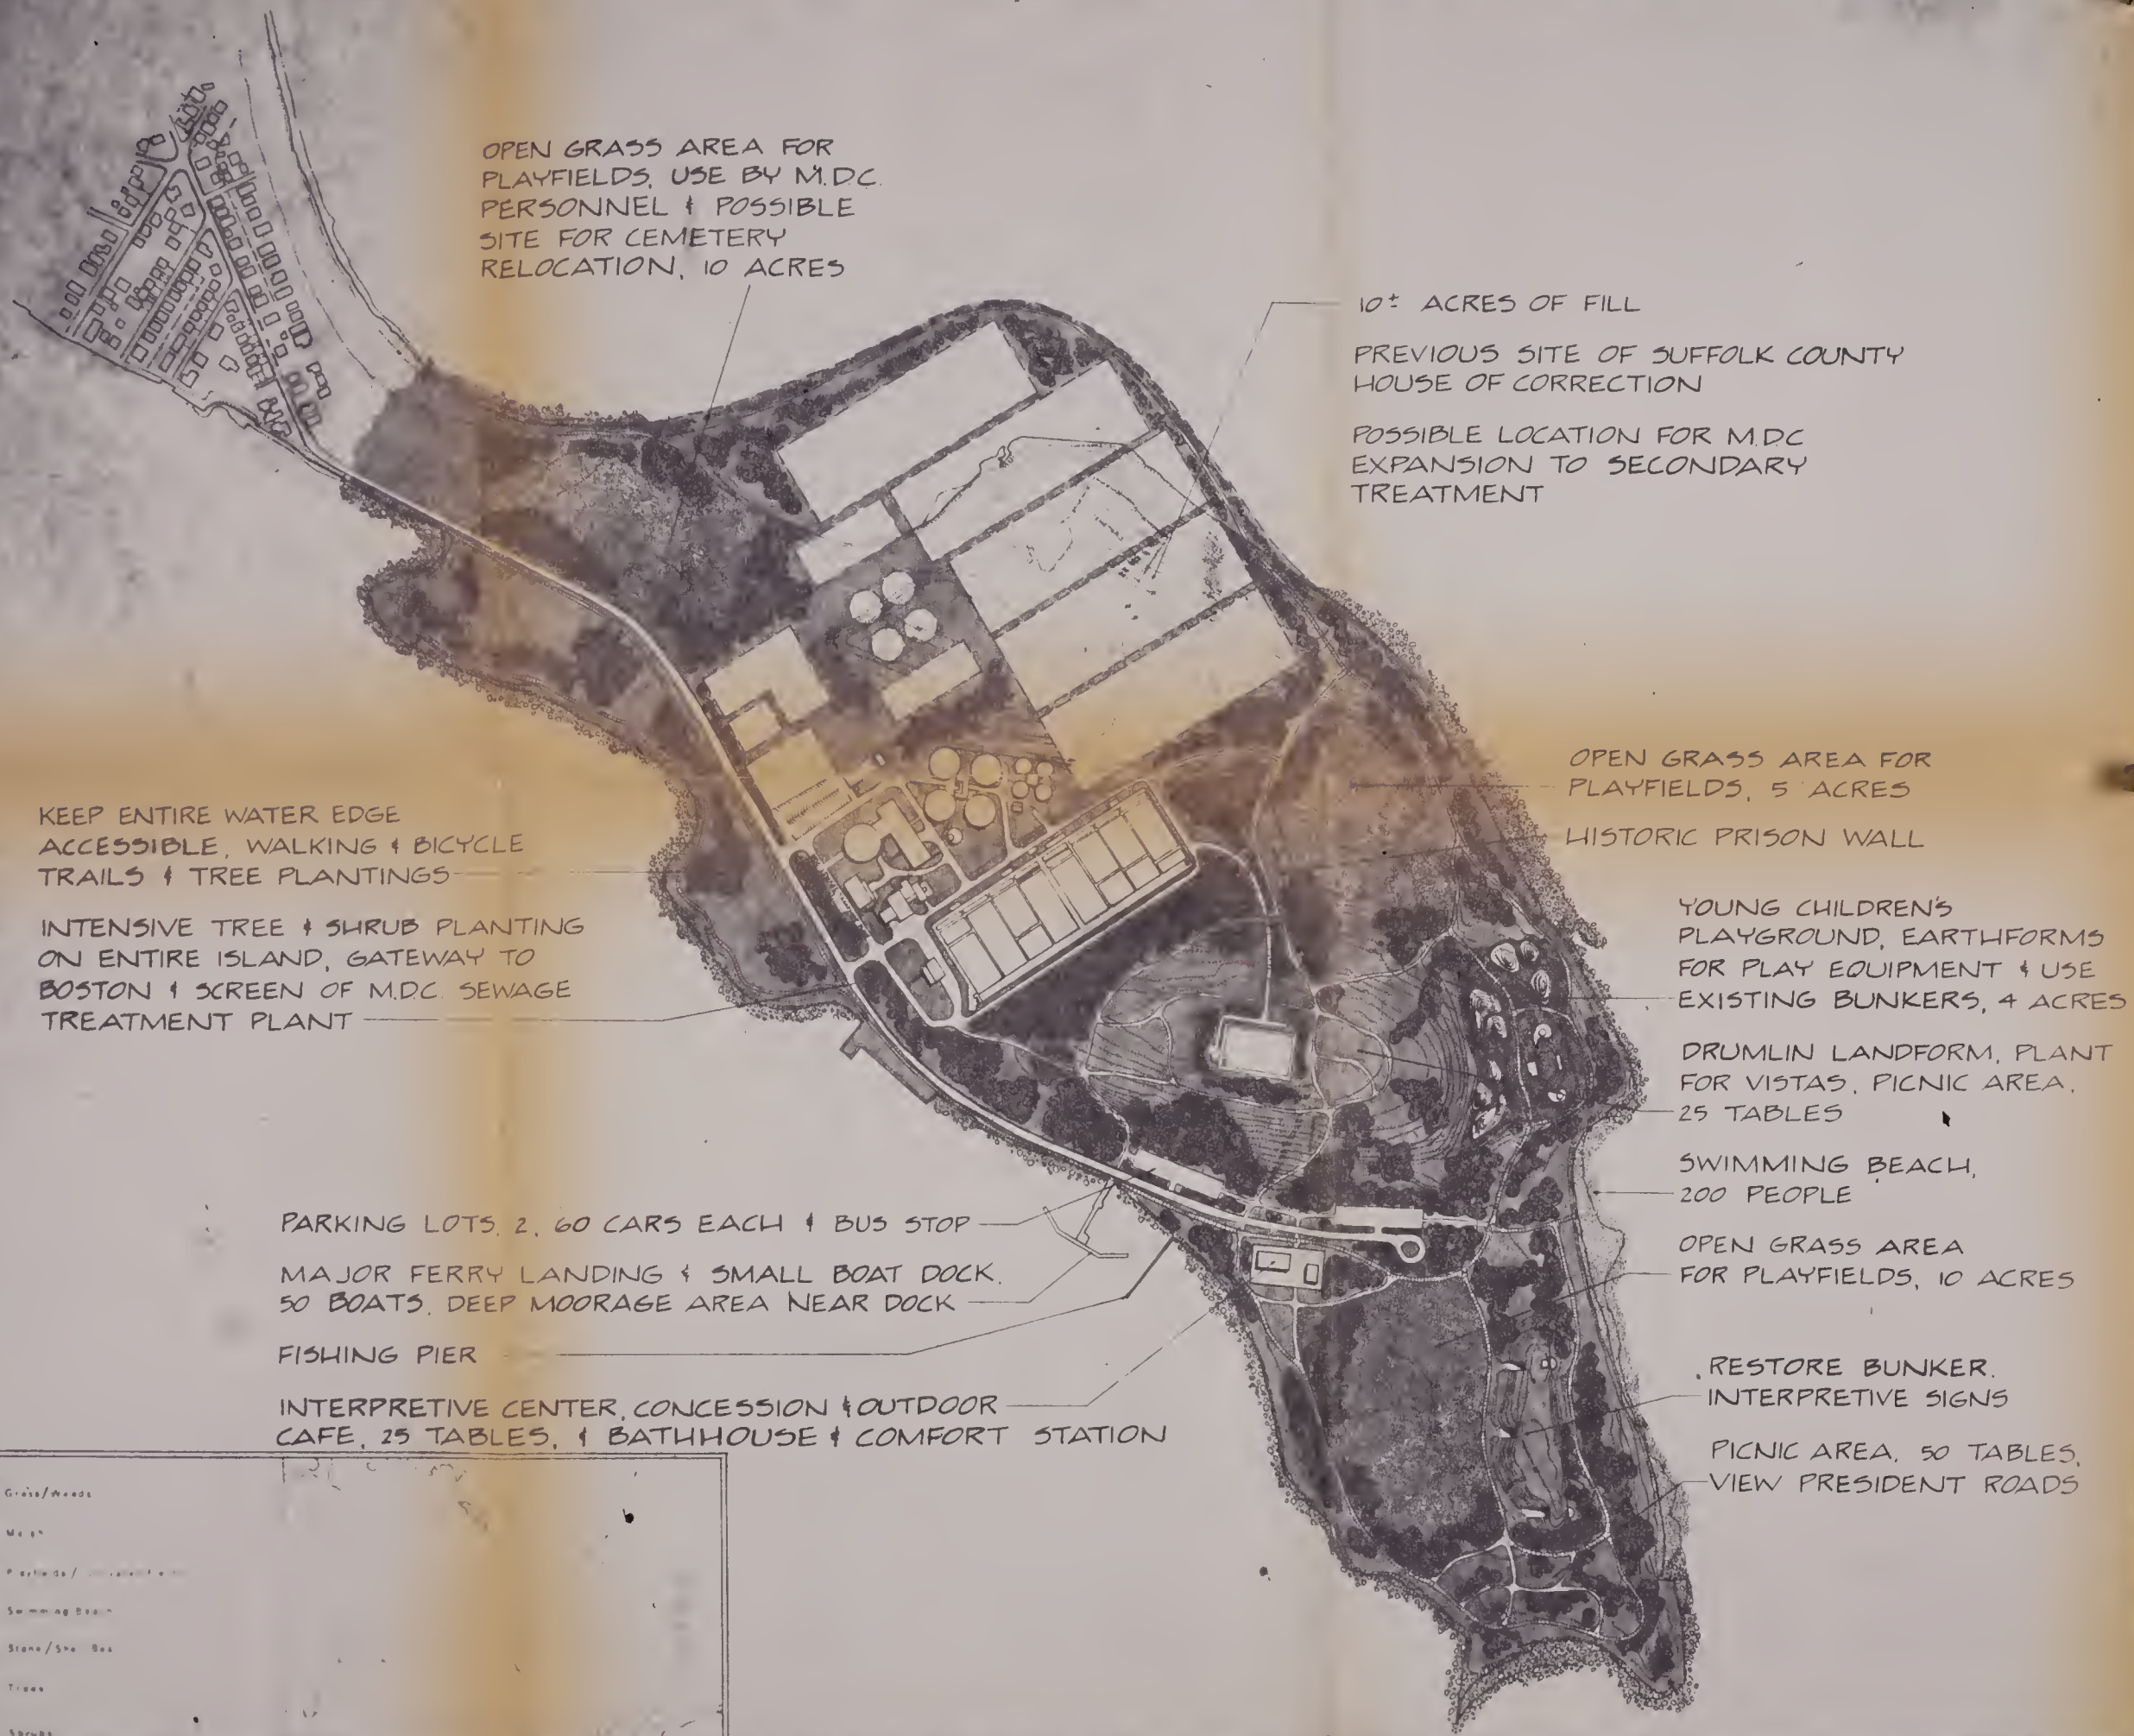 OPEN GRASS AREA FOR
PLAYFIELDS, USE BY M.D.C.
PERSONNEL & POSSIBLE
SITE FOR CEMETERY
RELOCATION, 10 ACRES
10± ACRES OF FILL
PREVIOUS SITE OF SUFFOLK COUNTY
HOUSE OF CORRECTION
POSSIBLE LOCATION FOR M.D.C
EXPANSION TO SECONDARY
TREATMENT
OPEN GRASS AREA FOR
PLAYFIELDS, 5 ACRES
HISTORIC PRISON WALL
KEEP ENTIRE WATER EDGE
ACCESSIBLE, WALKING & BICYCLE
TRAILS & TREE PLANTINGS
INTENSIVE TREE & SHRUB PLANTING
ON ENTIRE ISLAND, GATEWAY TO
BOSTON & SCREEN OF M.D.C. SEWAGE
TREATMENT PLANT
YOUNG CHILDREN'S
PLAYGROUND, EARTHFORMS
FOR PLAY EQUIPMENT & USE
EXISTING BUNKERS, 4 ACRES
DRUMLIN LANDFORM, PLANT
FOR VISTAS, PICNIC AREA,
25 TABLES
SWIMMING BEACH,
200 PEOPLE
OPEN GRASS AREA
FOR PLAYFIELDS, 10 ACRES
RESTORE BUNKER.
INTERPRETIVE SIGNS
PICNIC AREA, 50 TABLES,
VIEW PRESIDENT ROADS
PARKING LOTS, 2, 60 CARS EACH & BUS STOP
MAJOR FERRY LANDING & SMALL BOAT DOCK.
50 BOATS, DEEP MOORAGE AREA NEAR DOCK
FISHING PIER
INTERPRETIVE CENTER, CONCESSION & OUTDOOR
CAFE, 25 TABLES, & BATHHOUSE & COMFORT STATION
Grass/Weeds
Swimming Beach
Trees
Shrubs